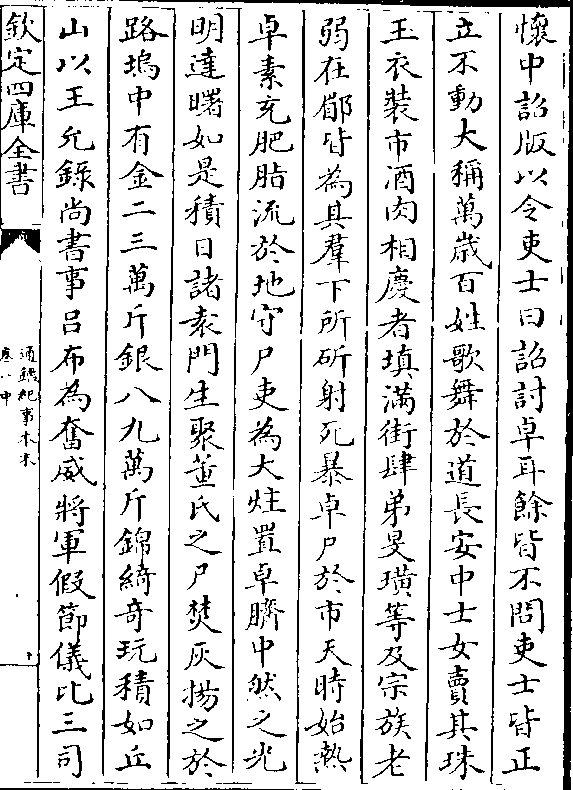 懷中詔版以令吏士曰詔討卓耳餘皆不問吏士皆正
立不動大稱萬歲百姓歌舞於道長安中士女賣其珠
玉衣裝市酒肉相慶者填滿街肆弟旻璜等及宗族老
弱在郿皆為其羣下所斫射死暴卓尸於市天時始熱
卓素充肥脂流於地守尸吏為大炷置卓臍中然之光
明達曙如是積日諸袁門生聚董氏之尸焚灰揚之於
路塢中有金二三萬斤銀八九萬斤錦綺奇玩積如丘
山以王允錄尚書事呂布為奮威將軍假節儀比三司
欽定四庫全書
通鑑紀事本末
卷八中